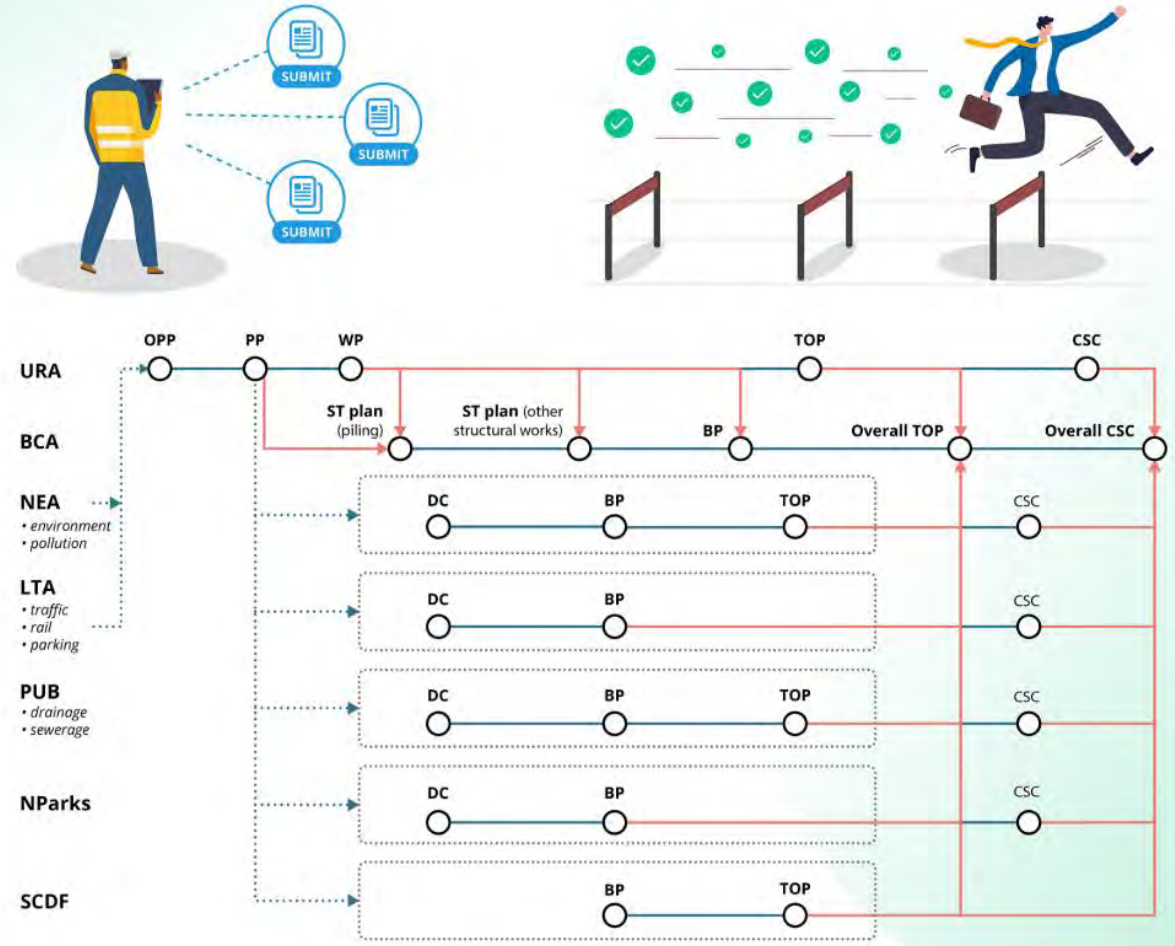 SUBMIT
SUBMIT
SUBMIT
OPP
PP
WP
TOP
CSC
URA
ST plan
(piling)
ST plan (other
structural works)
BP
Overall TOP
Overall CSC
BCA
NEA
• environment
• pollution
DC
BP
TOP
CSC
LTA
• traffic
• rail
• parking
DC
BP
CSC
PUB
• drainage
• sewerage
DC
BP
TOP
CSC
NParks
DC
BP
CSC
SCDF
BP
TOP